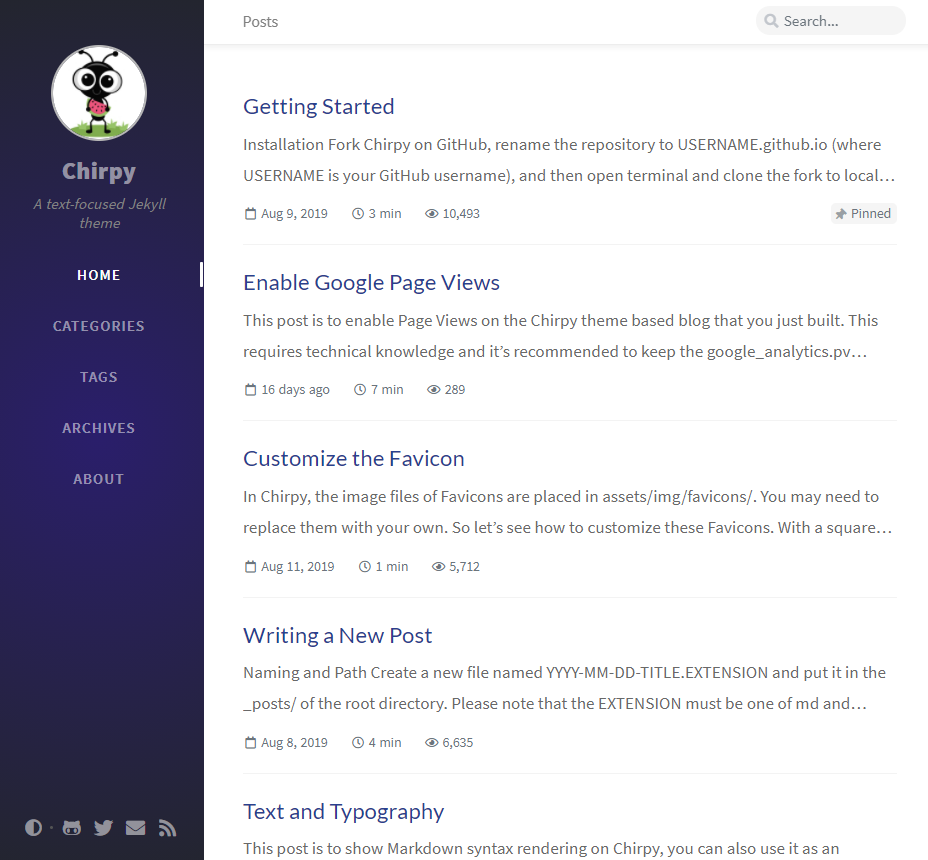 Chirpy
A text-focused Jekyll
theme
HOME
CATEGORIES
TAGS
ARCHIVES
ABOUT
Posts
Search...
Getting Started
Installation Fork Chirpy on GitHub, rename the repository to USERNAME.github.io (where
USERNAME is your GitHub username), and then open terminal and clone the fork to local…
Aug 9, 2019 3 min 10,493 Pinned
Enable Google Page Views
This post is to enable Page Views on the Chirpy theme based blog that you just built. This
requires technical knowledge and it’s recommended to keep the google_analytics.pv…
16 days ago 7 min 289
Customize the Favicon
In Chirpy, the image files of Favicons are placed in assets/img/favicons/. You may need to
replace them with your own. So let’s see how to customize these Favicons. With a square…
Aug 11, 2019 1 min 5,712
Writing a New Post
Naming and Path Create a new file named YYYY-MM-DD-TITLE.EXTENSION and put it in the
_posts/ of the root directory. Please note that the EXTENSION must be one of md and…
Aug 8, 2019 4 min 6,635
Text and Typography
This post is to show Markdown syntax rendering on Chirpy, you can also use it as an